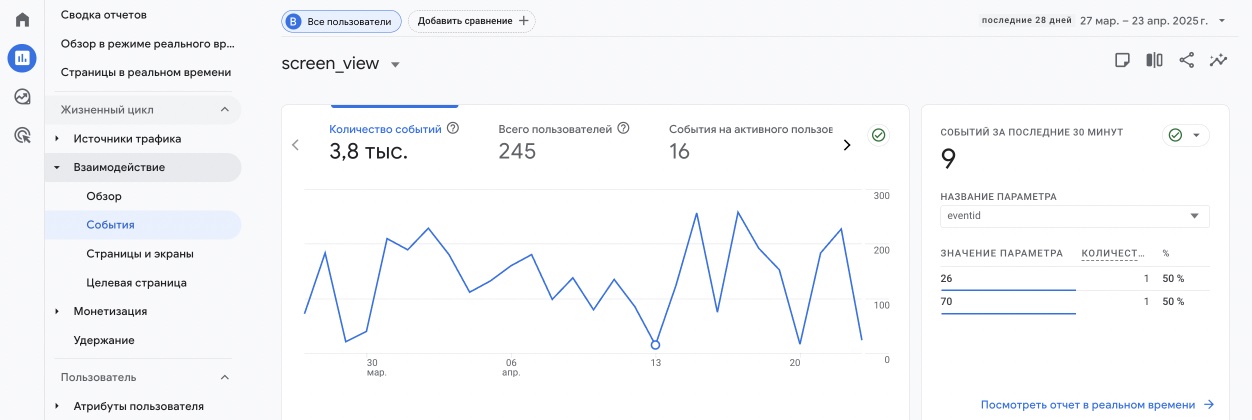 Сводка отчетов
Обзор в режиме реального вр...
Страницы в реальном времени
Жизненный цикл
Источники трафика
Взаимодействие
Обзор
События
Страницы и экраны
Целевая страница
Монетизация
Удержание
Пользователь
Атрибуты пользователя
В Все пользователи
Добавить сравнение
последние 28 дней 27 мар. – 23 апр. 2025 г.
screen_view
Количество событий
3,8 тыс.
Всего пользователей
245
События на активного пользов
16
300
200
100
0
30 мар.
06 апр.
13
20
СОБЫТИЙ ЗА ПОСЛЕДНИЕ 30 МИНУТ
9
НАЗВАНИЕ ПАРАМЕТРА
eventid
ЗНАЧЕНИЕ ПАРАМЕТРА КОЛИЧЕСТ... %
26 1 50 %
70 1 50 %
Посмотреть отчет в реальном времени